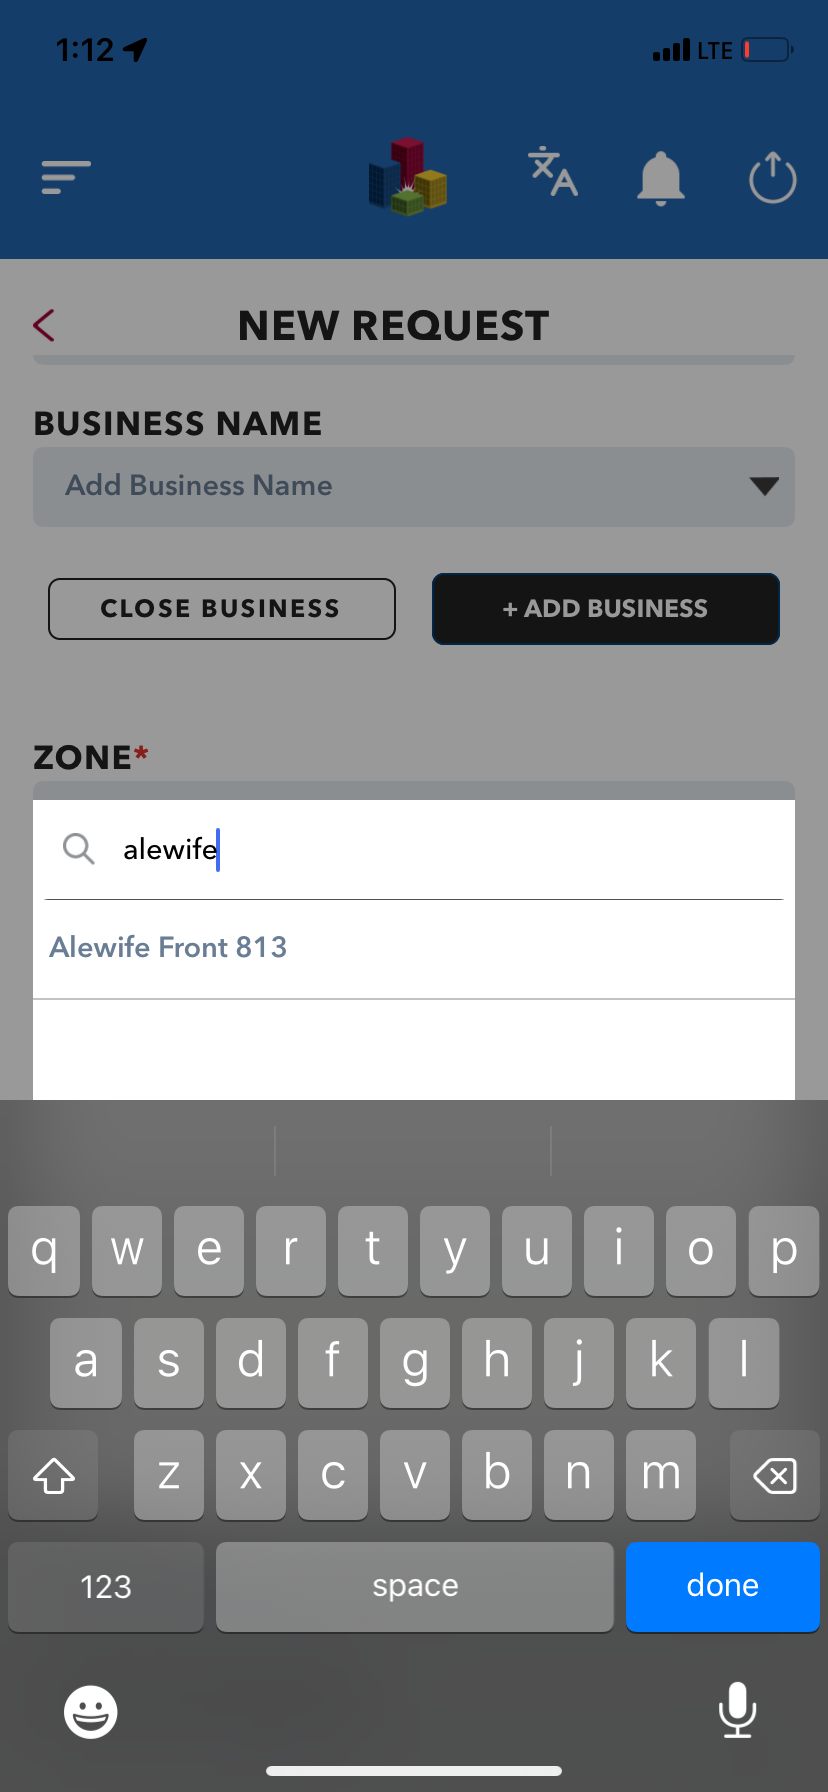 1:12 LTE
NEW REQUEST
BUSINESS NAME
Add Business Name
CLOSE BUSINESS + ADD BUSINESS
ZONE*
alewife
Alewife Front 813
q w e r t y u i o p
a s d f g h j k l
z x c v b n m
123 space done